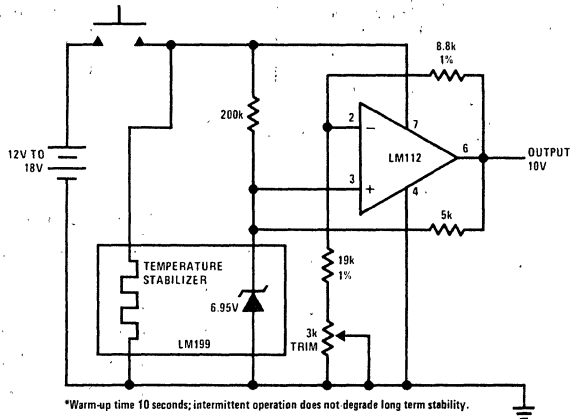 8.8k
1%
200k
2
7
12V TO
18V
LM112
6
OUTPUT
10V
3
4
5k
TEMPERATURE
STABILIZER
19k
1%
6.95V
3k
TRIM
LM199
*Warm-up time 10 seconds; intermittent operation does not degrade long term stability.